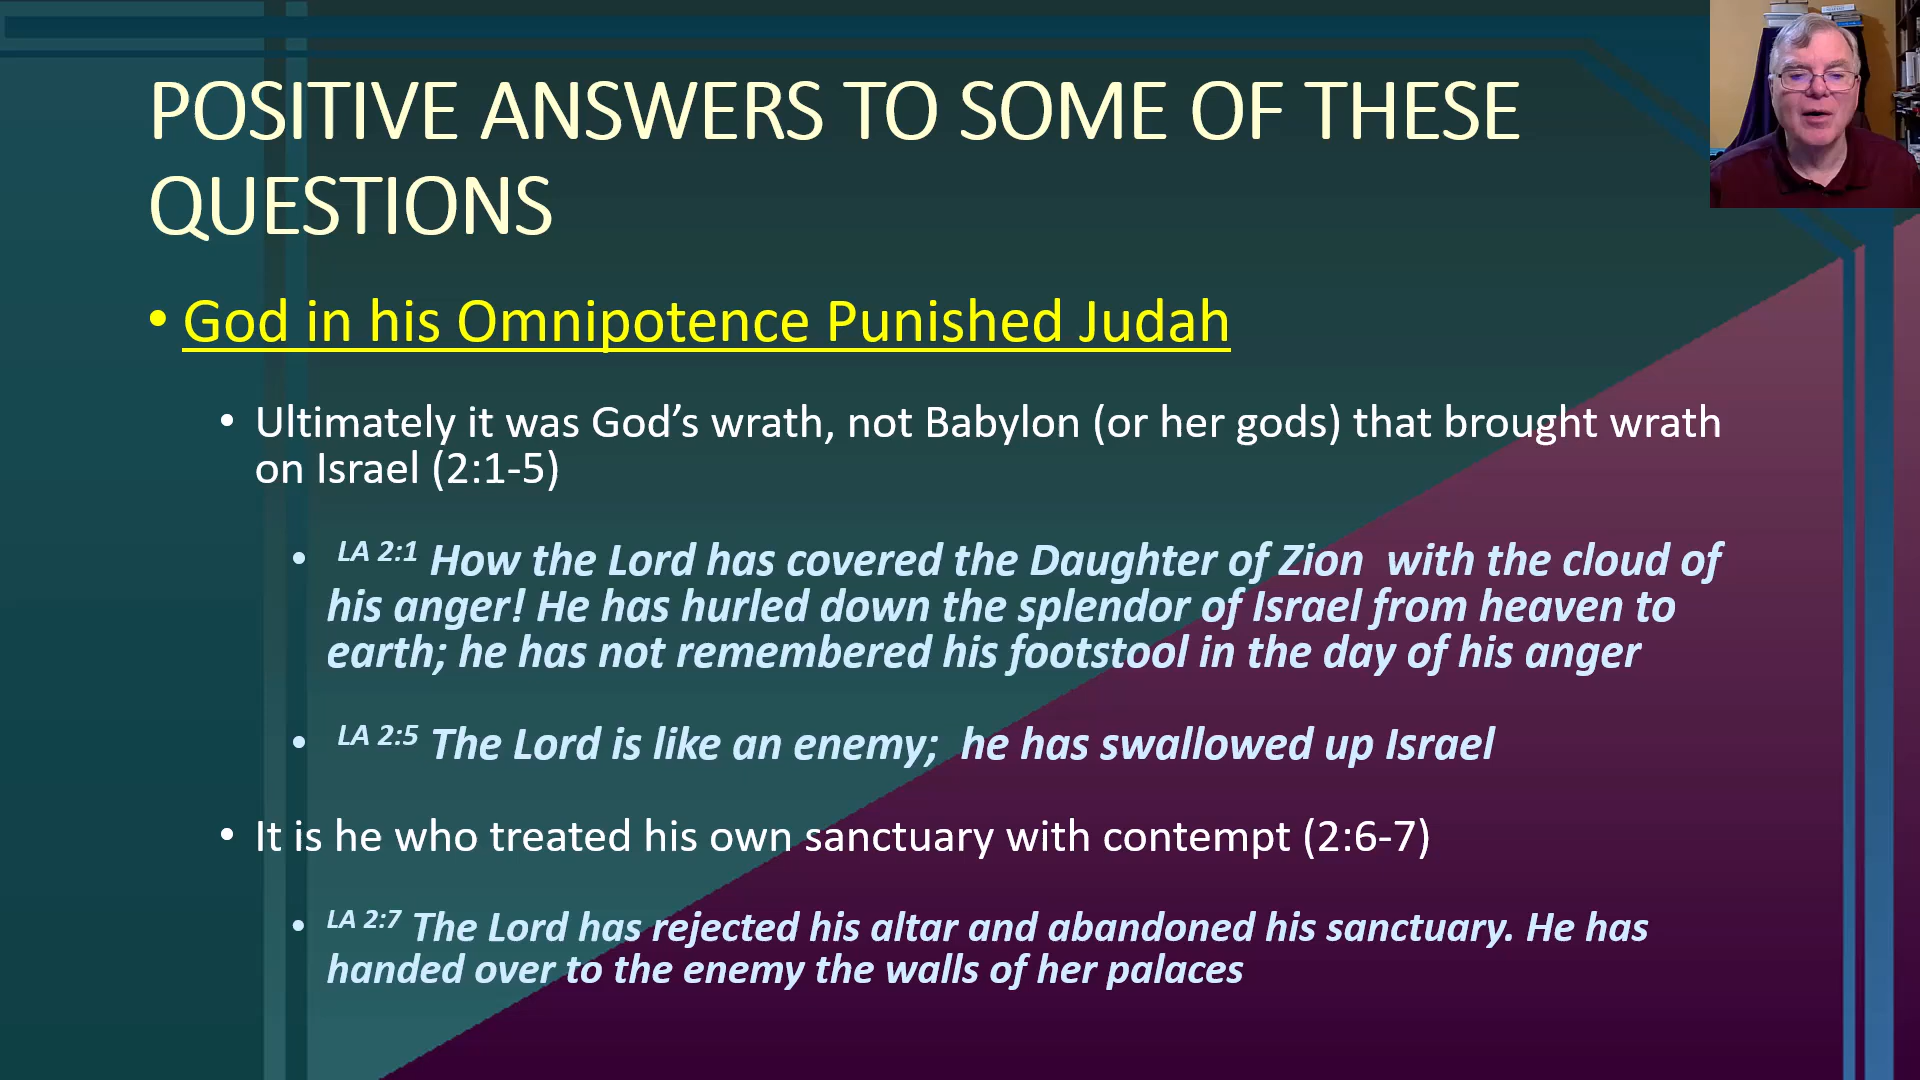 POSITIVE ANSWERS TO SOME OF THESE
QUESTIONS
• God in his Omnipotence Punished Judah
• Ultimately it was God’s wrath, not Babylon (or her gods) that brought wrath
on Israel (2:1-5)
• LA 2:1 How the Lord has covered the Daughter of Zion with the cloud of
his anger! He has hurled down the splendor of Israel from heaven to
earth; he has not remembered his footstool in the day of his anger
• LA 2:5 The Lord is like an enemy; he has swallowed up Israel
• It is he who treated his own sanctuary with contempt (2:6-7)
• LA 2:7 The Lord has rejected his altar and abandoned his sanctuary. He has
handed over to the enemy the walls of her palaces